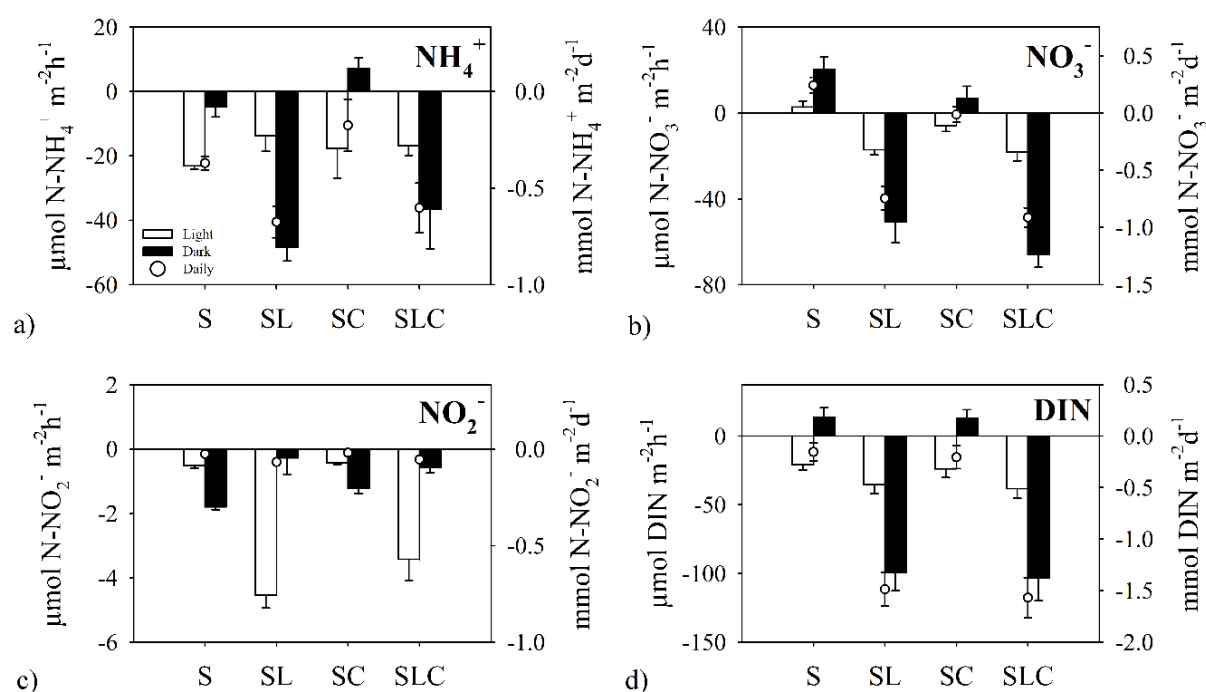 NH₄⁺
20
0
-20
-40
-60
0.0
-0.5
-1.0
µmol N-NH₄⁺ m⁻²h⁻¹
mmol N-NH₄⁺ m⁻²d⁻¹
Light
Dark
Daily
S SL SC SLC
a)
NO₃⁻
40
0
-40
-80
0.5
0.0
-0.5
-1.0
-1.5
µmol N-NO₃⁻ m⁻²h⁻¹
mmol N-NO₃⁻ m⁻²d⁻¹
S SL SC SLC
b)
NO₂⁻
2
0
-2
-4
-6
0.0
-0.5
-1.0
µmol N-NO₂⁻ m⁻²h⁻¹
mmol N-NO₂⁻ m⁻²d⁻¹
S SL SC SLC
c)
DIN
0
-50
-100
-150
0.5
0.0
-0.5
-1.0
-1.5
-2.0
µmol DIN m⁻²h⁻¹
mmol DIN m⁻²d⁻¹
S SL SC SLC
d)